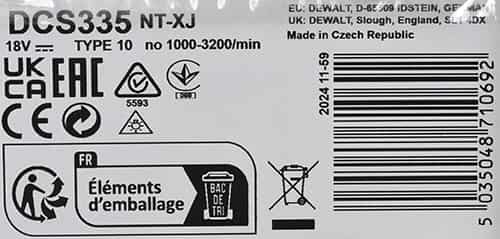 DCS335 NT-XJ
18V TYPE 10 no 1000-3200/min
EU: DEWALT, D-65509 IDSTEIN, GERMANY
UK: DEWALT, Slough, England, SL1 4DX
Made in Czech Republic
UK
CA
EAC
5593
CE
2024 11-59
FR
Éléments
d'emballage
BAC
DE
TRI
5 035048 710692